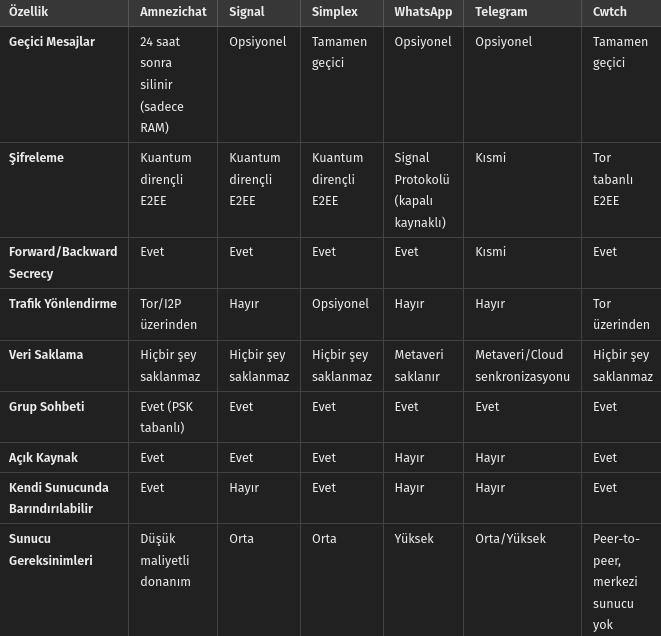 Özellik Amnezichat Signal Simplex WhatsApp Telegram Cwtch
Geçici Mesajlar 24 saat sonra silinir (sadece RAM) Opsiyonel Tamamen geçici Opsiyonel Opsiyonel Tamamen geçici
Şifreleme Kuantum dirençli E2EE Kuantum dirençli E2EE Kuantum dirençli E2EE Signal Protokolü (kapalı kaynaklı) Kısmi Tor tabanlı E2EE
Forward/Backward Secrecy Evet Evet Evet Evet Kısmi Evet
Trafik Yönlendirme Tor/I2P üzerinden Hayır Opsiyonel Hayır Hayır Tor üzerinden
Veri Saklama Hiçbir şey saklanmaz Hiçbir şey saklanmaz Hiçbir şey saklanmaz Metaveri saklanır Metaveri/Cloud senkronizasyonu Hiçbir şey saklanmaz
Grup Sohbeti Evet (PSK tabanlı) Evet Evet Evet Evet Evet
Açık Kaynak Evet Evet Evet Hayır Hayır Evet
Kendi Sunucunda Barındırılabilir Evet Hayır Evet Hayır Hayır Evet
Sunucu Gereksinimleri Düşük maliyetli donanım Orta Orta Yüksek Orta/Yüksek Peer-to-peer, merkezi sunucu yok